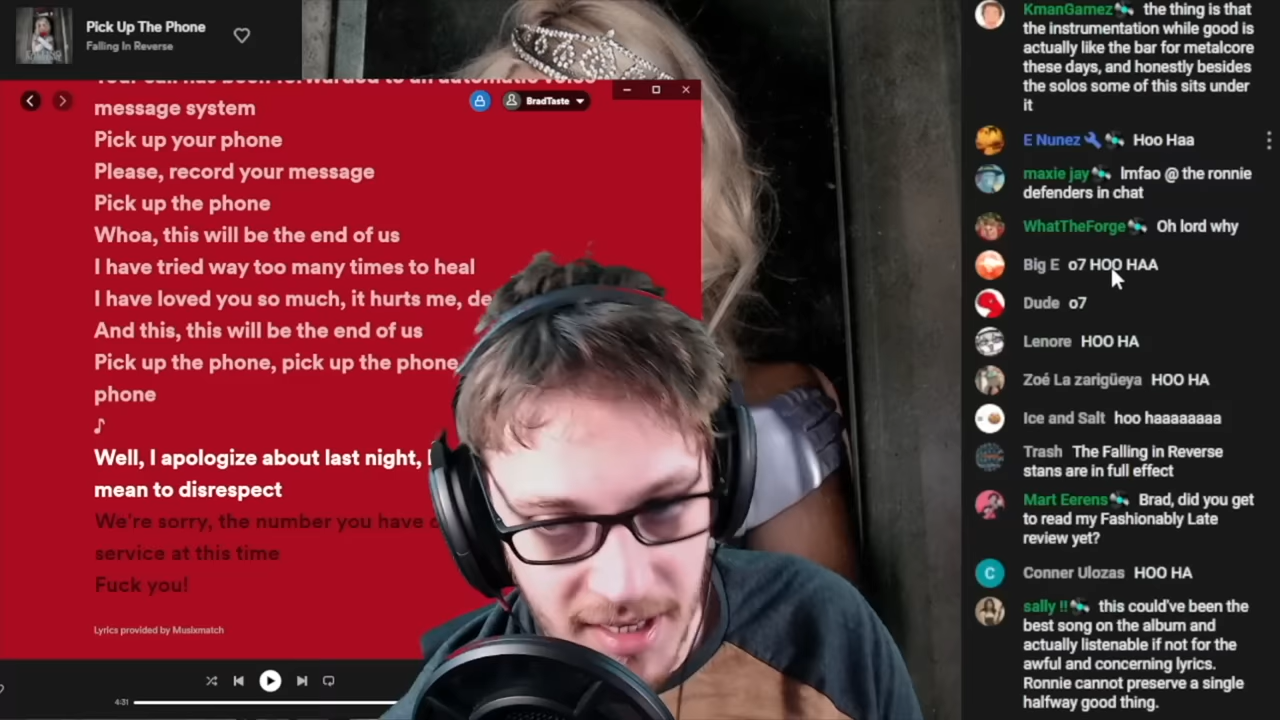 Pick Up The Phone
Falling In Reverse
message system
BradTaste
Pick up your phone
Please, record your message
Pick up the phone
Whoa, this will be the end of us
I have tried way too many times to heal
I have loved you so much, it hurts me,
And this, this will be the end of us
Pick up the phone, pick up the phone,
phone
♪
Well, I apologize about last night,
mean to disrespect
We're sorry, the number you have
service at this time
Fuck you!
Lyrics provided by Musixmatch
4:31
KmanGamez the thing is that
the instrumentation while good is
actually like the bar for metalcore
these days, and honestly besides
the solos some of this sits under
it
E Nunez Hoo Haa
maxie jay lmfao @ the ronnie
defenders in chat
WhatTheForge Oh lord why
Big E o7 HOO HAA
Dude o7
Lenore HOO HA
Zoé La zarigüeya HOO HA
Ice and Salt hoo haaaaaaaa
Trash The Falling in Reverse
stans are in full effect
Mart Eerens Brad, did you get
to read my Fashionably Late
review yet?
C
Conner Ulozas HOO HA
sally !! this could've been the
best song on the album and
actually listenable if not for the
awful and concerning lyrics.
Ronnie cannot preserve a single
halfway good thing.